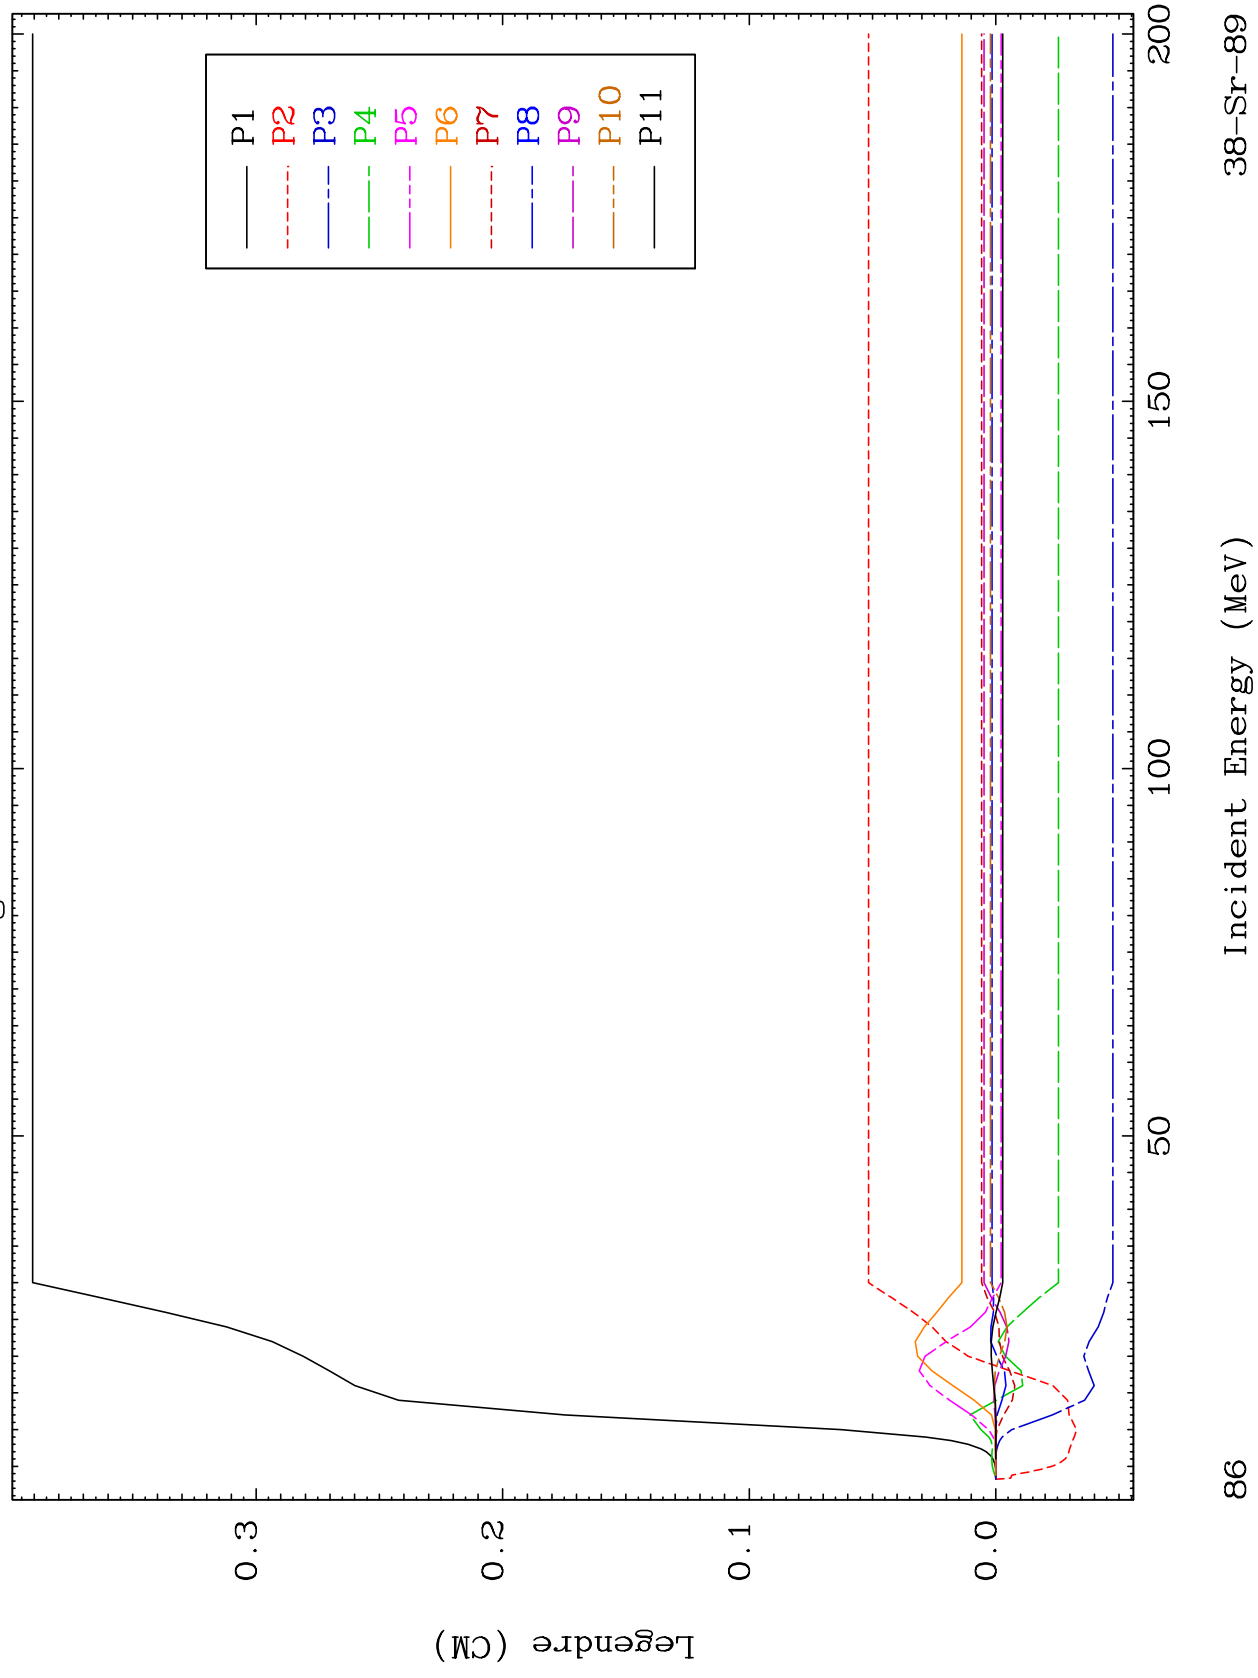 P1
P2
P3
P4
P5
P6
P7
P8
P9
P10
P11
0.3
0.2
0.1
0.0
Legendre (CM)
50
100
150
200
Incident Energy (MeV)
86
38-Sr-89